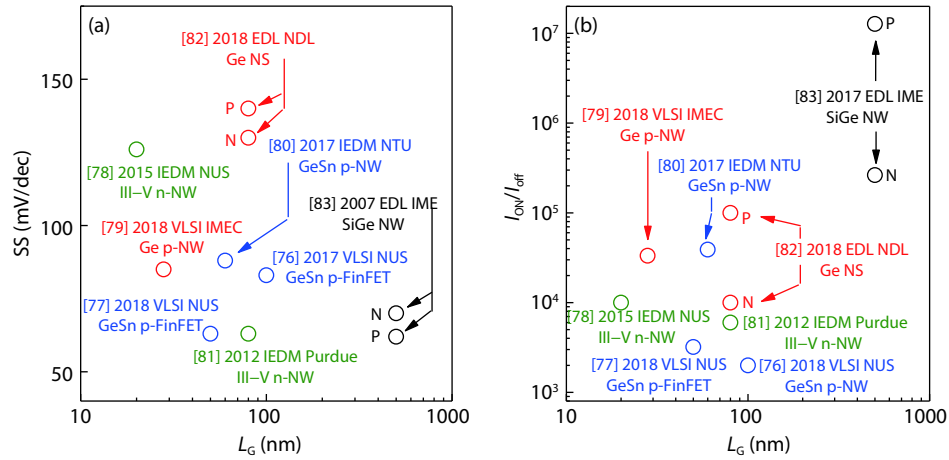 (a)
[82] 2018 EDL NDL
Ge NS
P
N
[80] 2017 IEDM NTU
GeSn p-NW
[78] 2015 IEDM NUS
III–V n-NW
[83] 2007 EDL IME
SiGe NW
[79] 2018 VLSI IMEC
Ge p-NW
[76] 2017 VLSI NUS
GeSn p-FinFET
[77] 2018 VLSI NUS
GeSn p-FinFET
N
P
[81] 2012 IEDM Purdue
III–V n-NW
150
100
50
SS (mV/dec)
10
100
1000
LG (nm)
(b)
P
[83] 2017 EDL IME
SiGe NW
N
[79] 2018 VLSI IMEC
Ge p-NW
[80] 2017 IEDM NTU
GeSn p-NW
P
[82] 2018 EDL NDL
Ge NS
N
[78] 2015 IEDM NUS
III–V n-NW
[81] 2012 IEDM Purdue
III–V n-NW
[77] 2018 VLSI NUS
GeSn p-FinFET
[76] 2018 VLSI NUS
GeSn p-NW
10^7
10^6
10^5
10^4
10^3
ION/Ioff
10
100
1000
LG (nm)